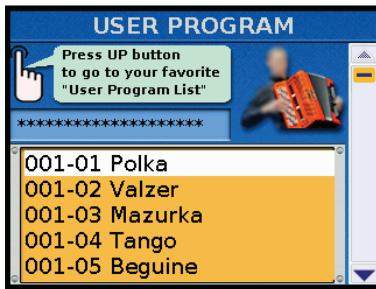 USER PROGRAM
Press UP button
to go to your favorite
"User Program List"
********************
001-01 Polka
001-02 Valzer
001-03 Mazurka
001-04 Tango
001-05 Beguine